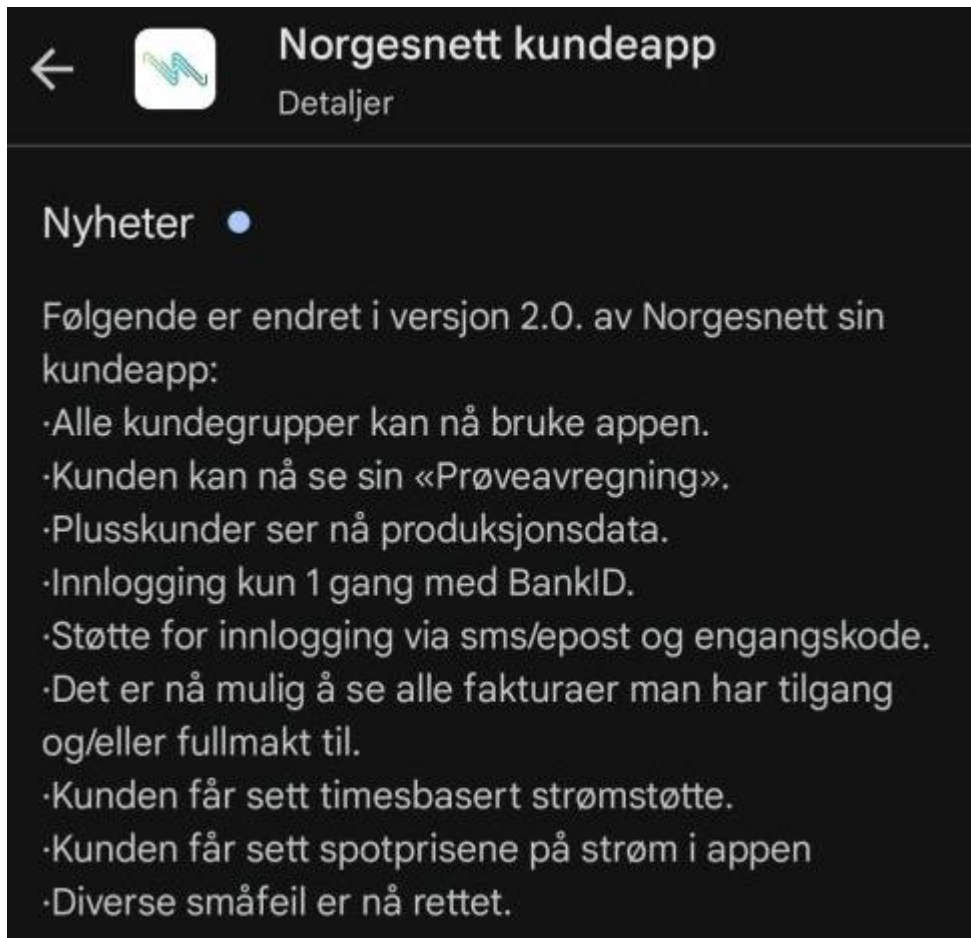 Norgesnett kundeapp
Detaljer
Nyheter
Følgende er endret i versjon 2.0. av Norgesnett sin
kundeapp:
·Alle kundegrupper kan nå bruke appen.
·Kunden kan nå se sin «Prøveavregning».
·Plusskunder ser nå produksjonsdata.
·Innlogging kun 1 gang med BankID.
·Støtte for innlogging via sms/epost og engangskode.
·Det er nå mulig å se alle fakturaer man har tilgang
og/eller fullmakt til.
·Kunden får sett timesbasert strømstøtte.
·Kunden får sett spotprisene på strøm i appen
·Diverse småfeil er nå rettet.